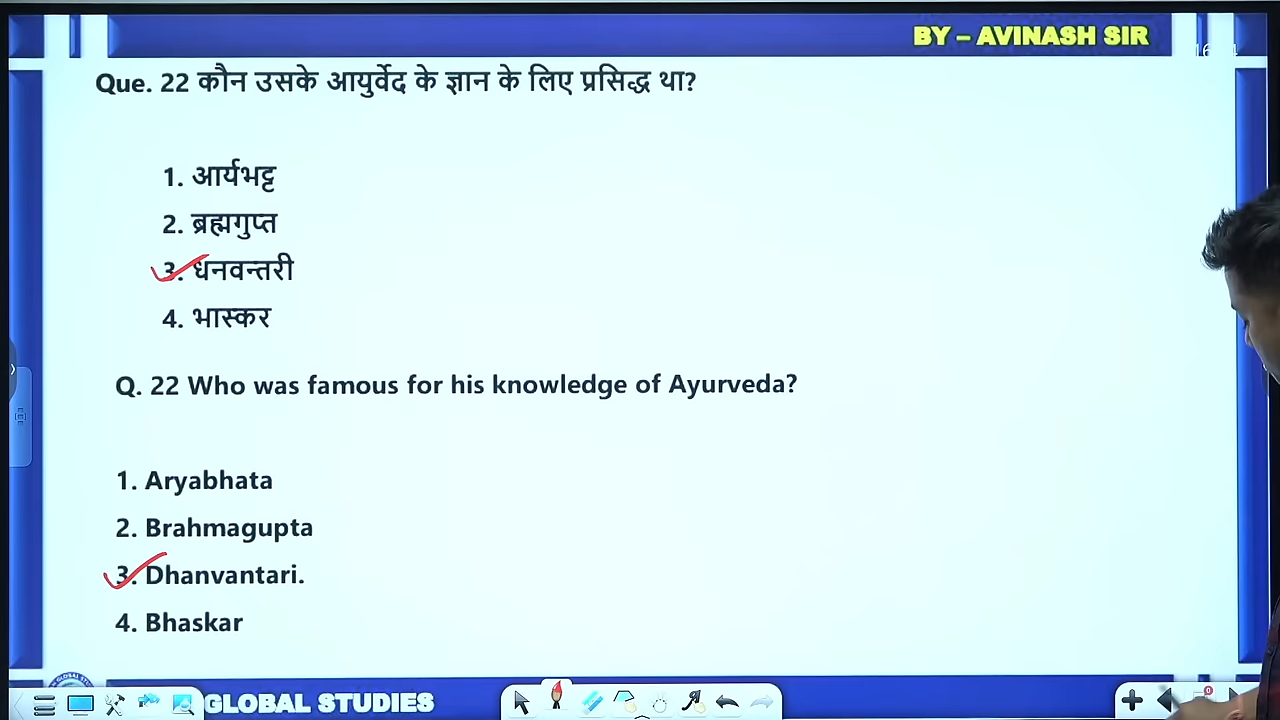 BY – AVINASH SIR
Que. 22 कौन उसके आयुर्वेद के ज्ञान के लिए प्रसिद्ध था?
1. आर्यभट्ट
2. ब्रह्मगुप्त
3. धनवन्तरी
4. भास्कर
Q. 22 Who was famous for his knowledge of Ayurveda?
1. Aryabhata
2. Brahmagupta
3. Dhanvantari.
4. Bhaskar
GLOBAL STUDIES